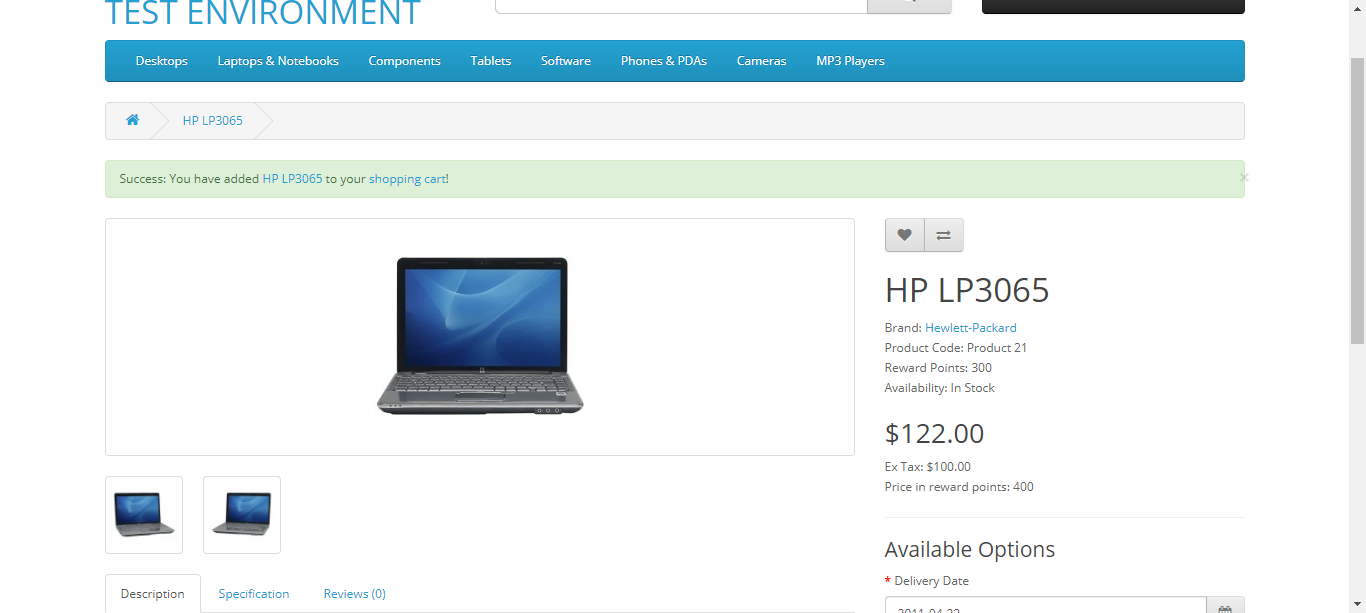 TEST ENVIRONMENT
Desktops Laptops & Notebooks Components Tablets Software Phones & PDAs Cameras MP3 Players
HP LP3065
Success: You have added HP LP3065 to your shopping cart!
×
HP LP3065
Brand: Hewlett-Packard
Product Code: Product 21
Reward Points: 300
Availability: In Stock
$122.00
Ex Tax: $100.00
Price in reward points: 400
Available Options
* Delivery Date
2011-04-22
Description Specification Reviews (0)